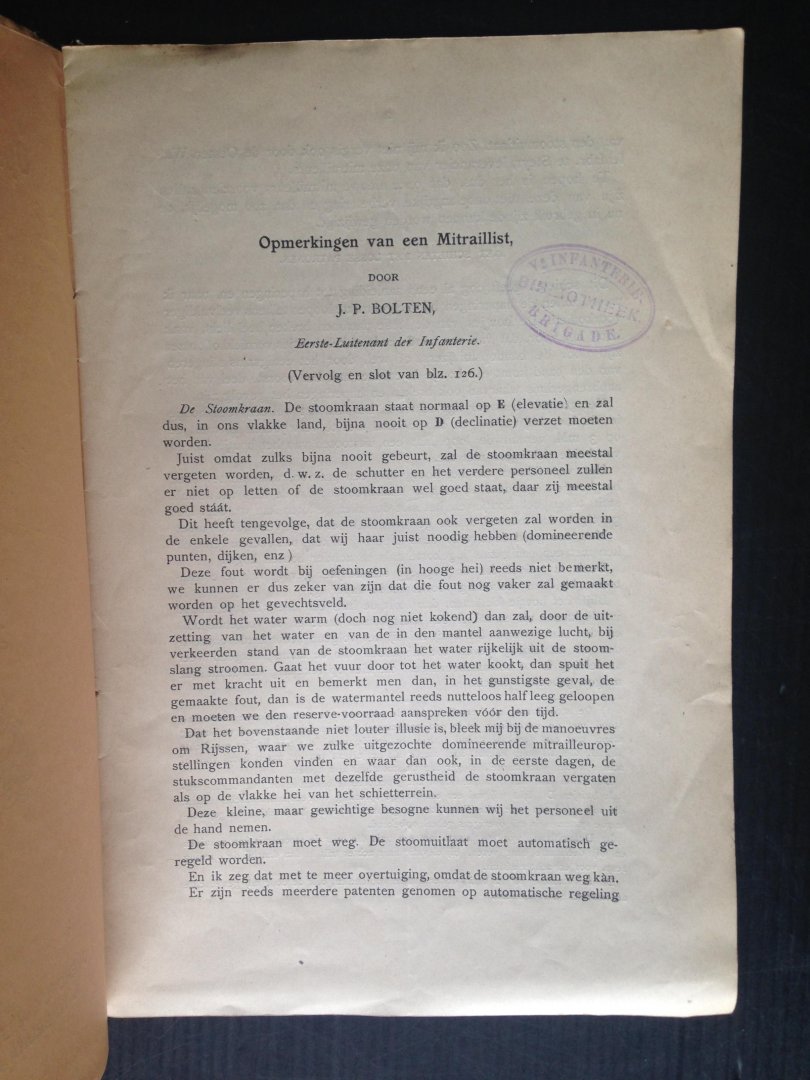 Opmerkingen van een Mitraillist,
DOOR
J. P. BOLTEN,
Eerste-Luitenant der Infanterie.
(Vervolg en slot van blz. 126.)
Ve INFANTERIE-
BIBLIOTHEEK.
BRIGADE.
De Stoomkraan. De stoomkraan staat normaal op E (elevatie) en zal
dus, in ons vlakke land, bijna nooit op D (declinatie) verzet moeten
worden.
Juist omdat zulks bijna nooit gebeurt, zal de stoomkraan meestal
vergeten worden, d. w. z. de schutter en het verdere personeel zullen
er niet op letten of de stoomkraan wel goed staat, daar zij meestal
goed stáát.
Dit heeft tengevolge, dat de stoomkraan ook vergeten zal worden in
de enkele gevallen, dat wij haar juist noodig hebben (domineerende
punten, dijken, enz )
Deze fout wordt bij oefeningen (in hooge hei) reeds niet bemerkt,
we kunnen er dus zeker van zijn dat die fout nog vaker zal gemaakt
worden op het gevechtsveld.
Wordt het water warm (doch nog niet kokend) dan zal, door de uit-
zetting van het water en van de in den mantel aanwezige lucht, bij
verkeerden stand van de stoomkraan het water rijkelijk uit de stoom-
slang stroomen. Gaat het vuur door tot het water kookt, dan spuit het
er met kracht uit en bemerkt men dan, in het gunstigste geval, de
gemaakte fout, dan is de watermantel reeds nutteloos half leeg geloopen
en moeten we den reserve-voorraad aanspreken vóór den tijd.
Dat het bovenstaande niet louter illusie is, bleek mij bij de manoeuvres
om Rijssen, waar we zulke uitgezochte domineerende mitrailleurop-
stellingen konden vinden en waar dan ook, in de eerste dagen, de
stukscommandanten met dezelfde gerustheid de stoomkraan vergaten
als op de vlakke hei van het schietterrein.
Deze kleine, maar gewichtige besogne kunnen wij het personeel uit
de hand nemen.
De stoomkraan moet weg. De stoomuitlaat moet automatisch ge-
regeld worden.
En ik zeg dat met te meer overtuiging, omdat de stoomkraan weg kàn.
Er zijn reeds meerdere patenten genomen op automatische regeling